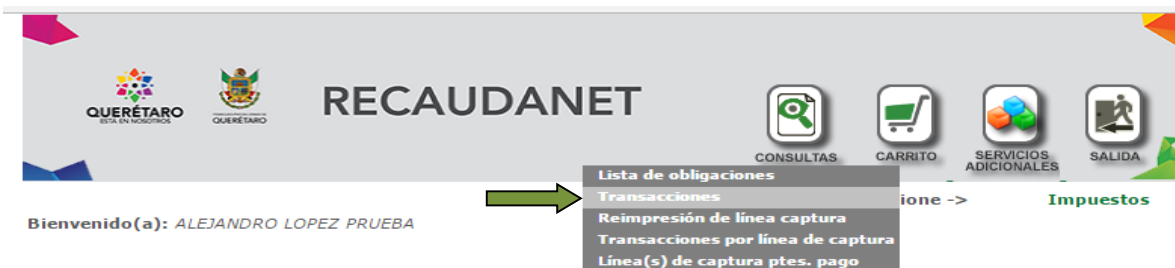 QUERÉTARO
ESTÁ EN NOSOTROS
QUERÉTARO
RECAUDANET
CONSULTAS
CARRITO
SERVICIOS
ADICIONALES
SALIDA
Lista de obligaciones
Transacciones
ione ->
Impuestos
Reimpresión de línea captura
Bienvenido(a): ALEJANDRO LOPEZ PRUEBA
Transacciones por línea de captura
Línea(s) de captura ptes. pago